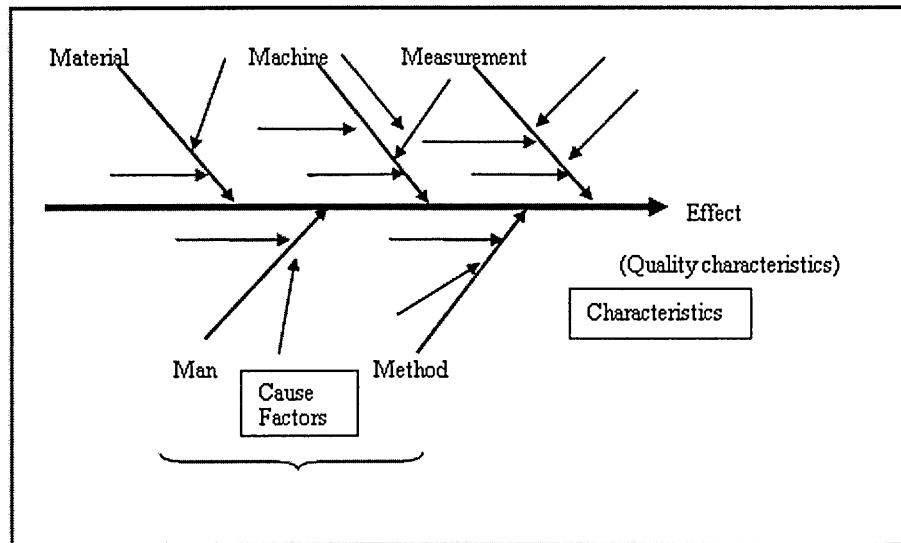 Material
Machine
Measurement
Effect
(Quality characteristics)
Characteristics
Man
Method
Cause
Factors